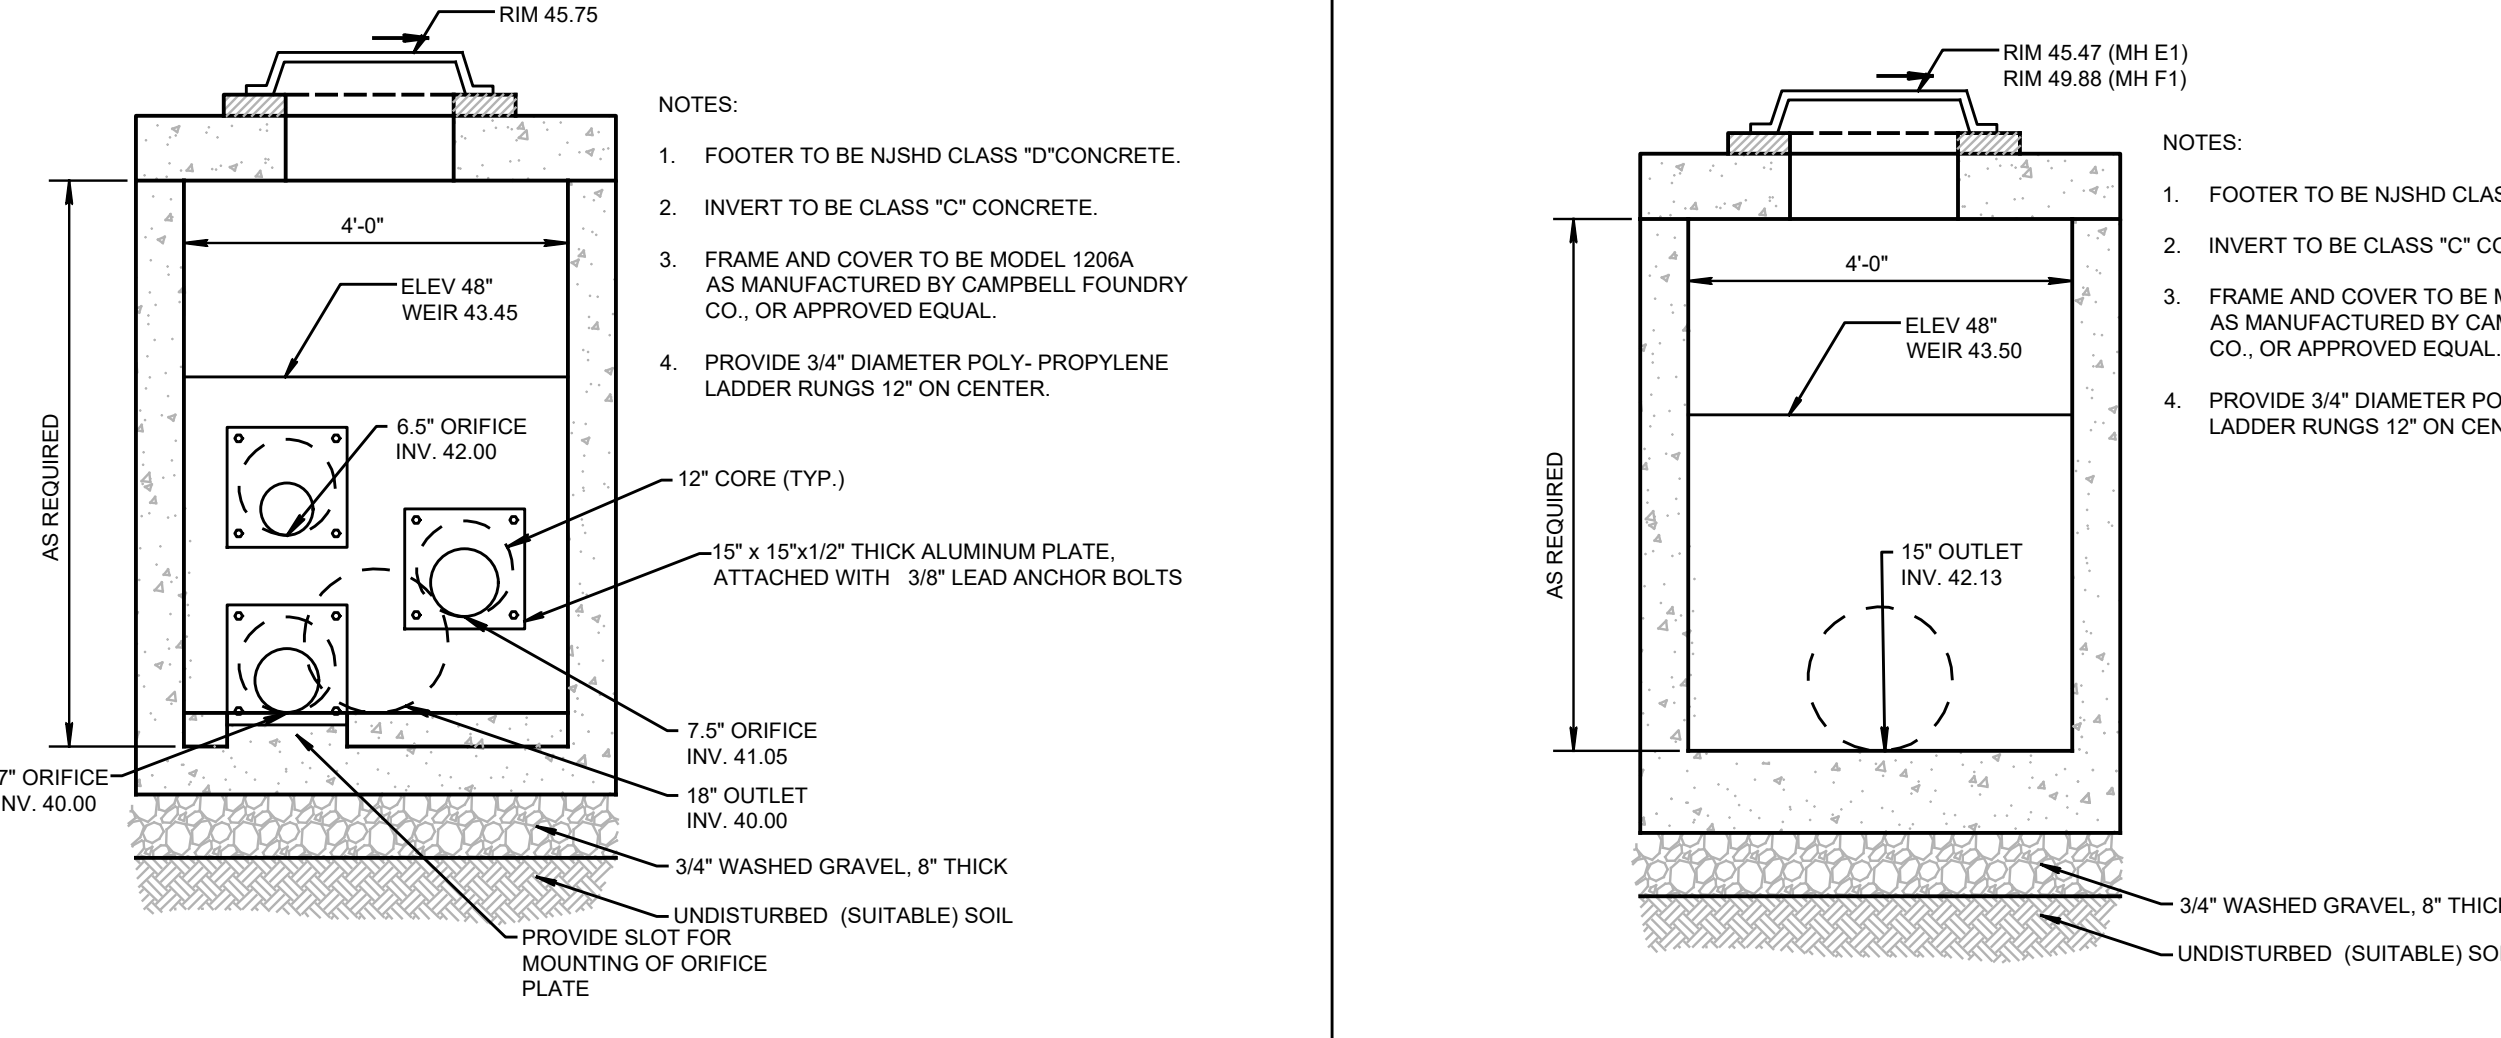 RIM 45.75
NOTES:
1. FOOTER TO BE NJSHD CLASS "D"CONCRETE.
2. INVERT TO BE CLASS "C" CONCRETE.
3. FRAME AND COVER TO BE MODEL 1206A
AS MANUFACTURED BY CAMPBELL FOUNDRY
CO., OR APPROVED EQUAL.
4. PROVIDE 3/4" DIAMETER POLY- PROPYLENE
LADDER RUNGS 12" ON CENTER.
4'-0"
ELEV 48"
WEIR 43.45
AS REQUIRED
6.5" ORIFICE
INV. 42.00
12" CORE (TYP.)
15" x 15"x1/2" THICK ALUMINUM PLATE,
ATTACHED WITH 3/8" LEAD ANCHOR BOLTS
7.5" ORIFICE
INV. 41.05
7" ORIFICE
INV. 40.00
18" OUTLET
INV. 40.00
3/4" WASHED GRAVEL, 8" THICK
UNDISTURBED (SUITABLE) SOIL
PROVIDE SLOT FOR
MOUNTING OF ORIFICE
PLATE
RIM 45.47 (MH E1)
RIM 49.88 (MH F1)
NOTES:
1. FOOTER TO BE NJSHD
2. INVERT TO BE CLASS "C"
3. FRAME AND COVER TO BE
AS MANUFACTURED BY
CO., OR APPROVED EQUAL.
4. PROVIDE 3/4" DIAMETER
LADDER RUNGS 12" ON
4'-0"
ELEV 48"
WEIR 43.50
AS REQUIRED
15" OUTLET
INV. 42.13
3/4" WASHED GRAVEL, 8"
UNDISTURBED (SUITABLE)